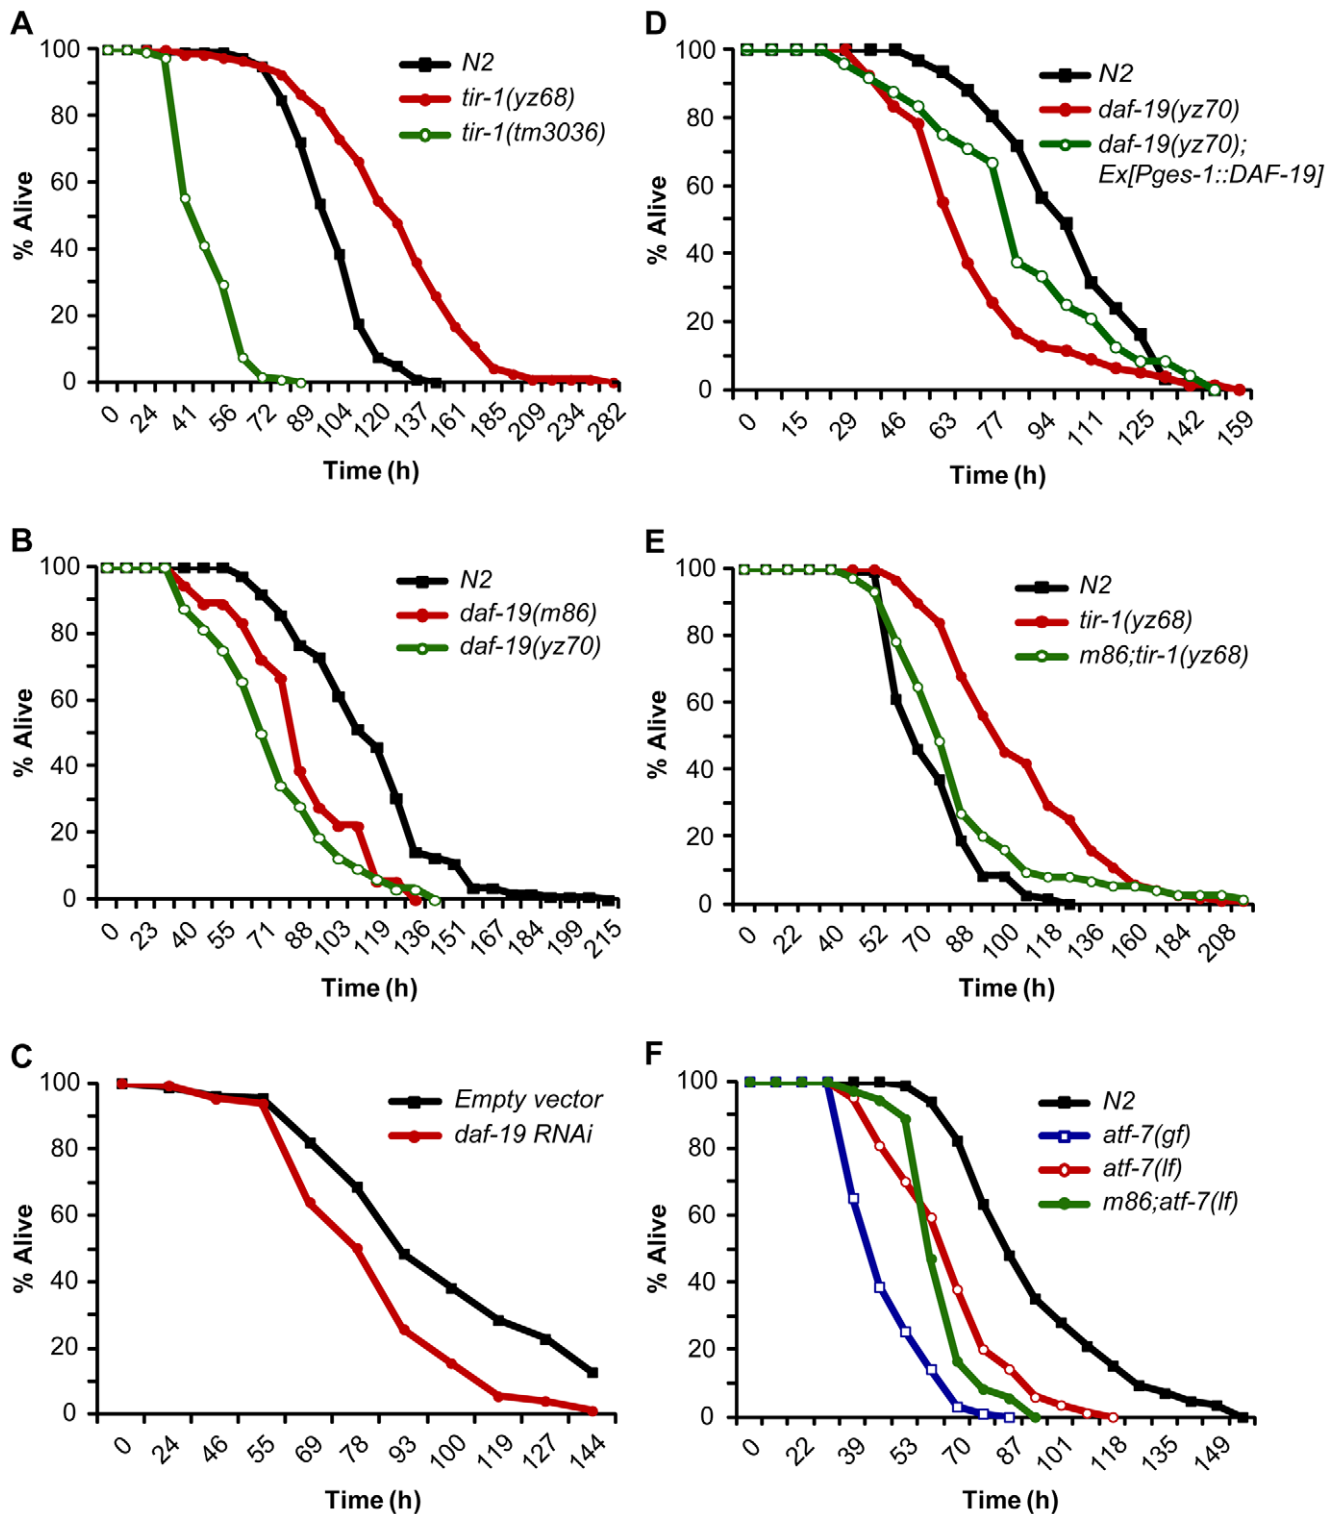 A
% Alive
100
80
60
40
20
0
0 24 41 56 72 89 104 120 137 161 185 209 234 282
Time (h)
N2
tir-1(yz68)
tir-1(tm3036)
B
% Alive
100
80
60
40
20
0
0 23 40 55 71 88 103 119 136 151 167 184 199 215
Time (h)
N2
daf-19(m86)
daf-19(yz70)
C
% Alive
100
80
60
40
20
0
0 24 46 55 69 78 93 100 119 127 144
Time (h)
Empty vector
daf-19 RNAi
D
% Alive
100
80
60
40
20
0
0 15 29 46 63 77 94 111 125 142 159
Time (h)
N2
daf-19(yz70)
daf-19(yz70);
Ex[Pges-1::DAF-19]
E
% Alive
100
80
60
40
20
0
0 22 40 52 70 88 100 118 136 160 184 208
Time (h)
N2
tir-1(yz68)
m86;tir-1(yz68)
F
% Alive
100
80
60
40
20
0
0 22 39 53 70 87 101 118 135 149
Time (h)
N2
atf-7(gf)
atf-7(lf)
m86;atf-7(lf)